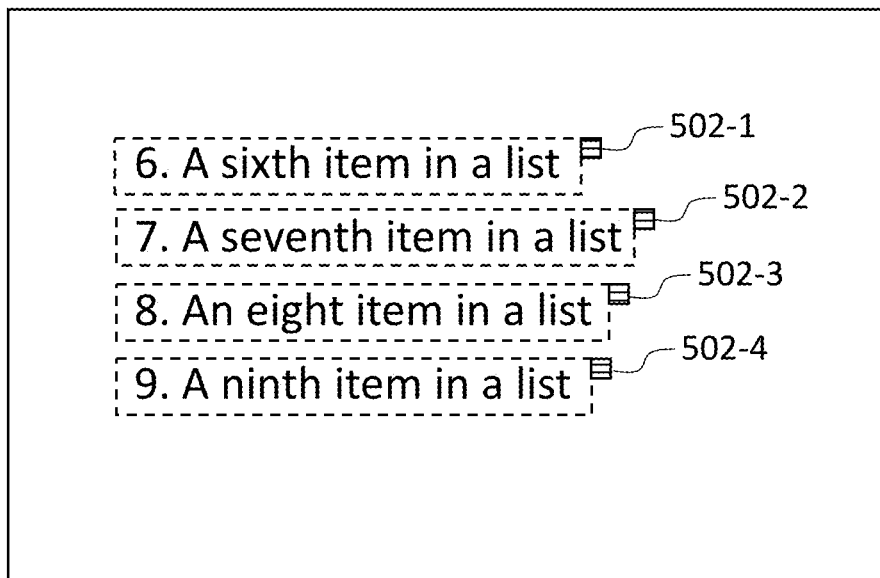 502-1
6. A sixth item in a list
502-2
7. A seventh item in a list
502-3
8. An eight item in a list
502-4
9. A ninth item in a list